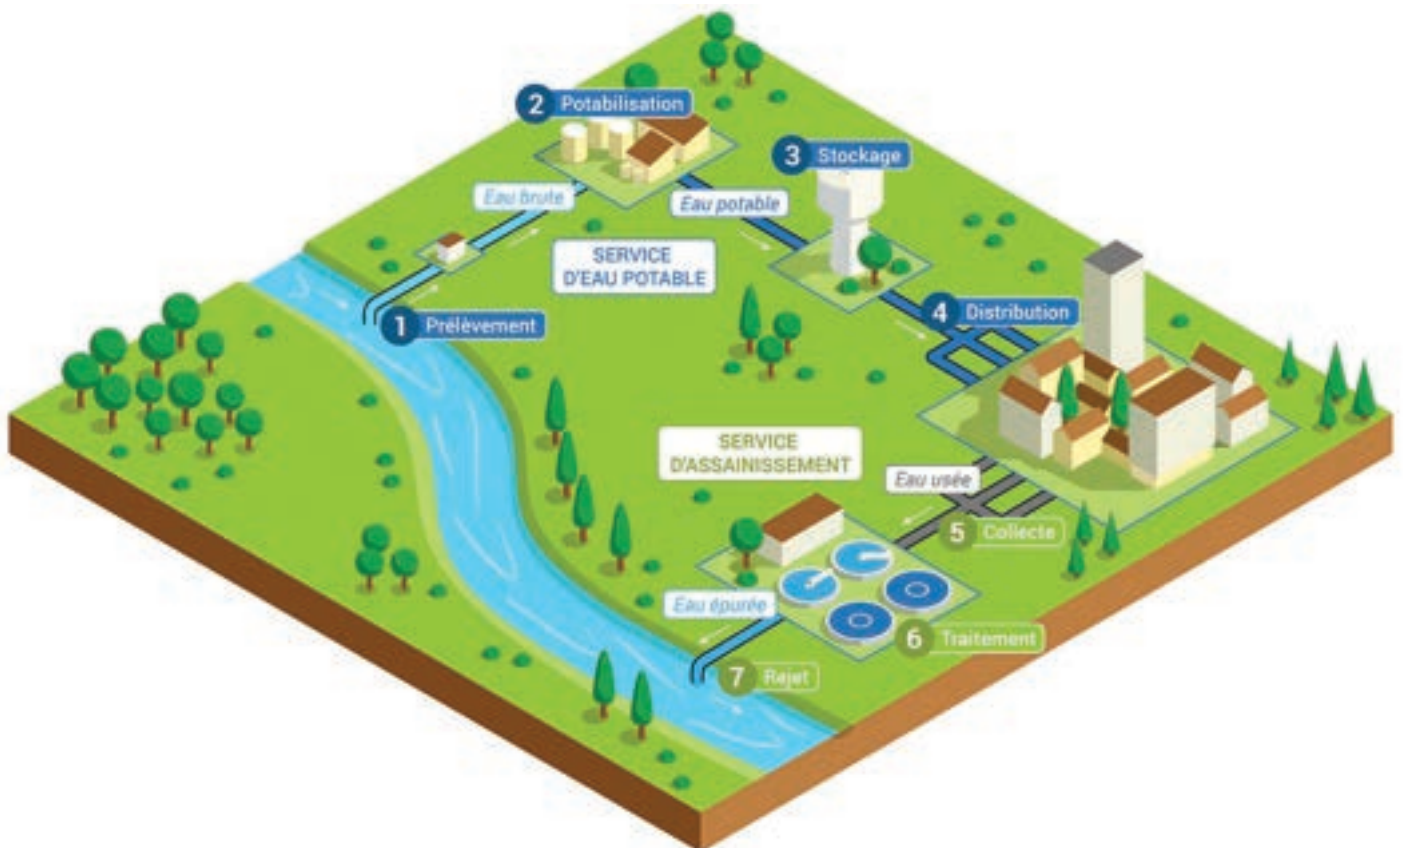 2 Potabilisation
3 Stockage
Eau brute
Eau potable
SERVICE
D'EAU POTABLE
1 Prélèvement
4 Distribution
SERVICE
D'ASSAINISSEMENT
Eau usée
5 Collecte
Eau épurée
6 Traitement
7 Rejet